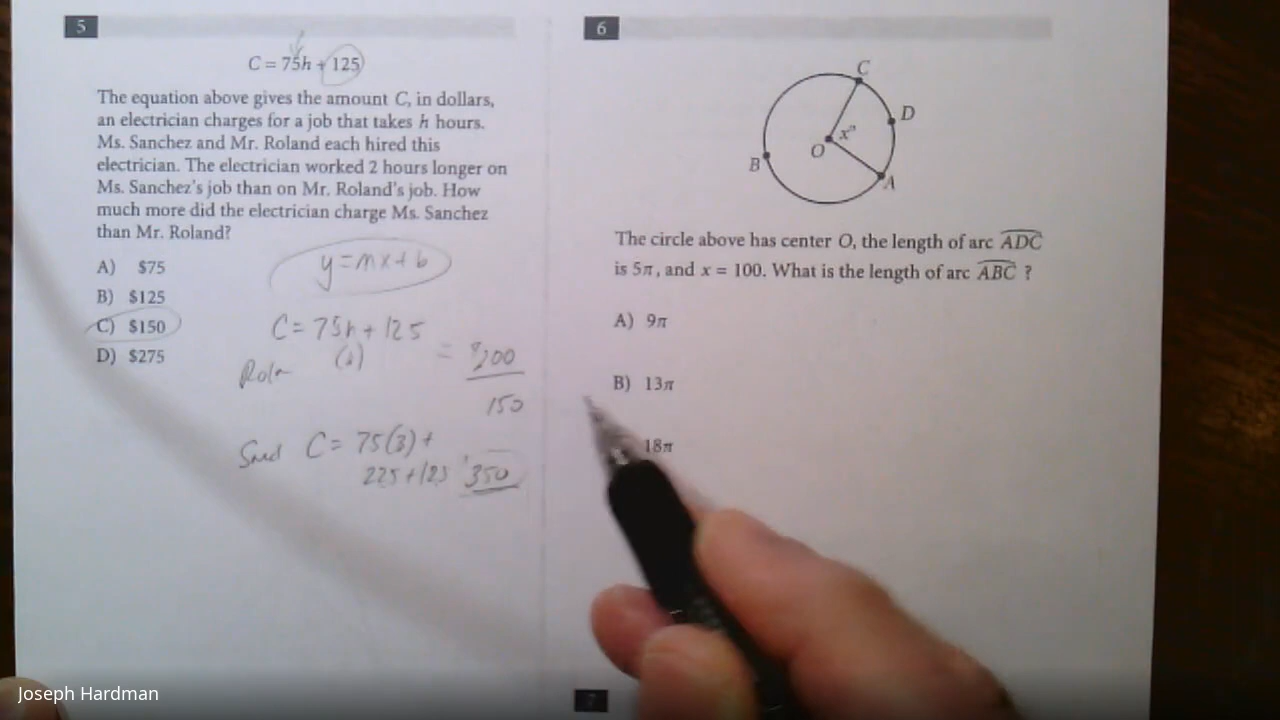 5
C = 75h + 125
The equation above gives the amount C, in dollars,
an electrician charges for a job that takes h hours.
Ms. Sanchez and Mr. Roland each hired this
electrician. The electrician worked 2 hours longer on
Ms. Sanchez's job than on Mr. Roland's job. How
much more did the electrician charge Ms. Sanchez
than Mr. Roland?
A) $75
B) $125
C) $150
D) $275
y=mx+b
C = 75h + 125
= $200
150
C = 75(3) +
225+125 350
6
C
D
x°
O
B
A
The circle above has center O, the length of arc ADC
is 5π, and x = 100. What is the length of arc ABC ?
A) 9π
B) 13π
18π
7
Joseph Hardman